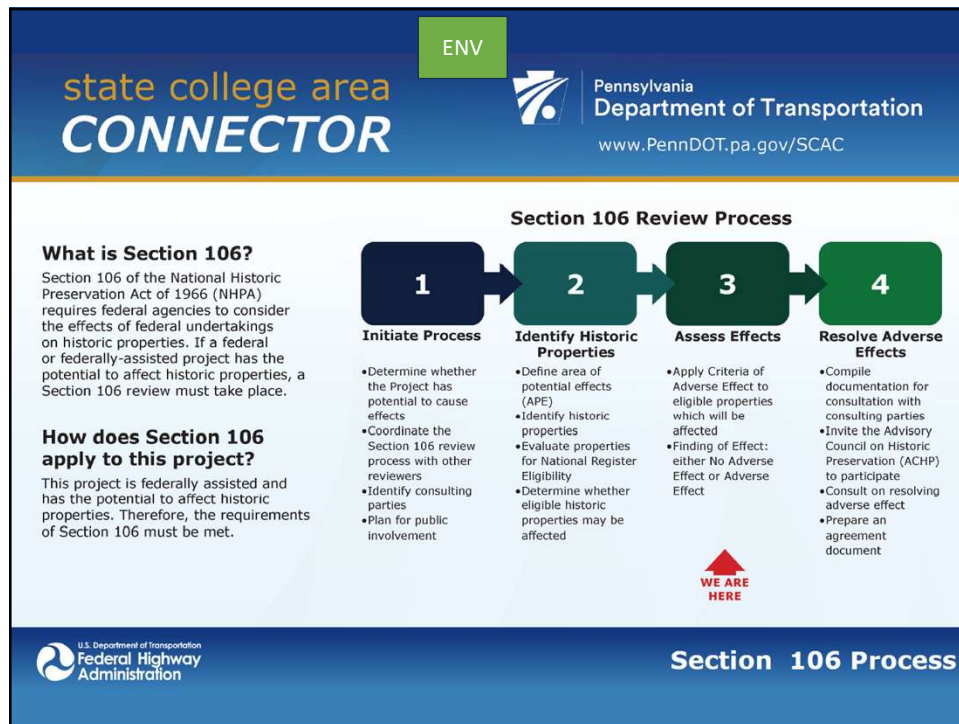 ENV
state college area
CONNECTOR
Pennsylvania
Department of Transportation
www.PennDOT.pa.gov/SCAC
What is Section 106?
Section 106 of the National Historic
Preservation Act of 1966 (NHPA)
requires federal agencies to consider
the effects of federal undertakings
on historic properties. If a federal
or federally-assisted project has the
potential to affect historic properties, a
Section 106 review must take place.
How does Section 106
apply to this project?
This project is federally assisted and
has the potential to affect historic
properties. Therefore, the requirements
of Section 106 must be met.
Section 106 Review Process
1
Initiate Process
•Determine whether
the Project has
potential to cause
effects
•Coordinate the
Section 106 review
process with other
reviewers
•Identify consulting
parties
•Plan for public
involvement
2
Identify Historic
Properties
•Define area of
potential effects
(APE)
•Identify historic
properties
•Evaluate properties
for National Register
Eligibility
•Determine whether
eligible historic
properties may be
affected
3
Assess Effects
•Apply Criteria of
Adverse Effect to
eligible properties
which will be
affected
•Finding of Effect:
either No Adverse
Effect or Adverse
Effect
WE ARE
HERE
4
Resolve Adverse
Effects
•Compile
documentation for
consultation with
consulting parties
•Invite the Advisory
Council on Historic
Preservation (ACHP)
to participate
•Consult on resolving
adverse effect
•Prepare an
agreement
document
U.S. Department of Transportation
Federal Highway
Administration
Section 106 Process